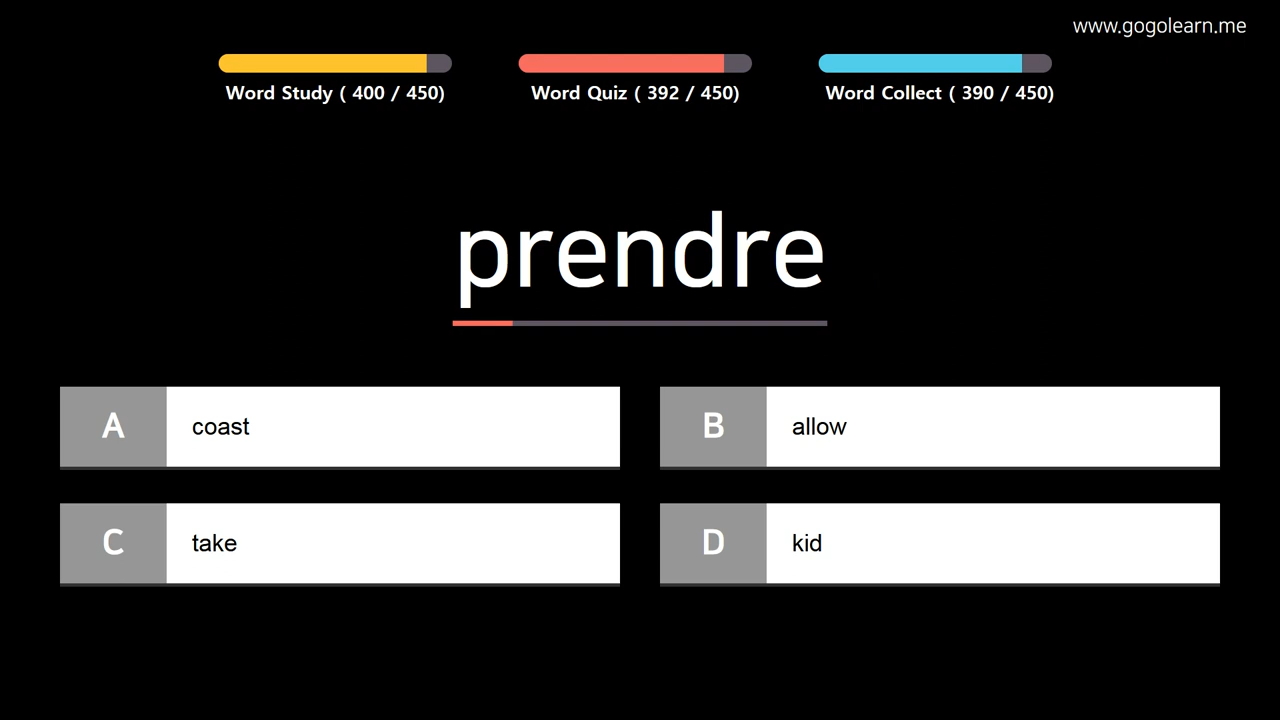 www.gogolearn.me
Word Study ( 400 / 450)
Word Quiz ( 392 / 450)
Word Collect ( 390 / 450)
prendre
A coast
B allow
C take
D kid